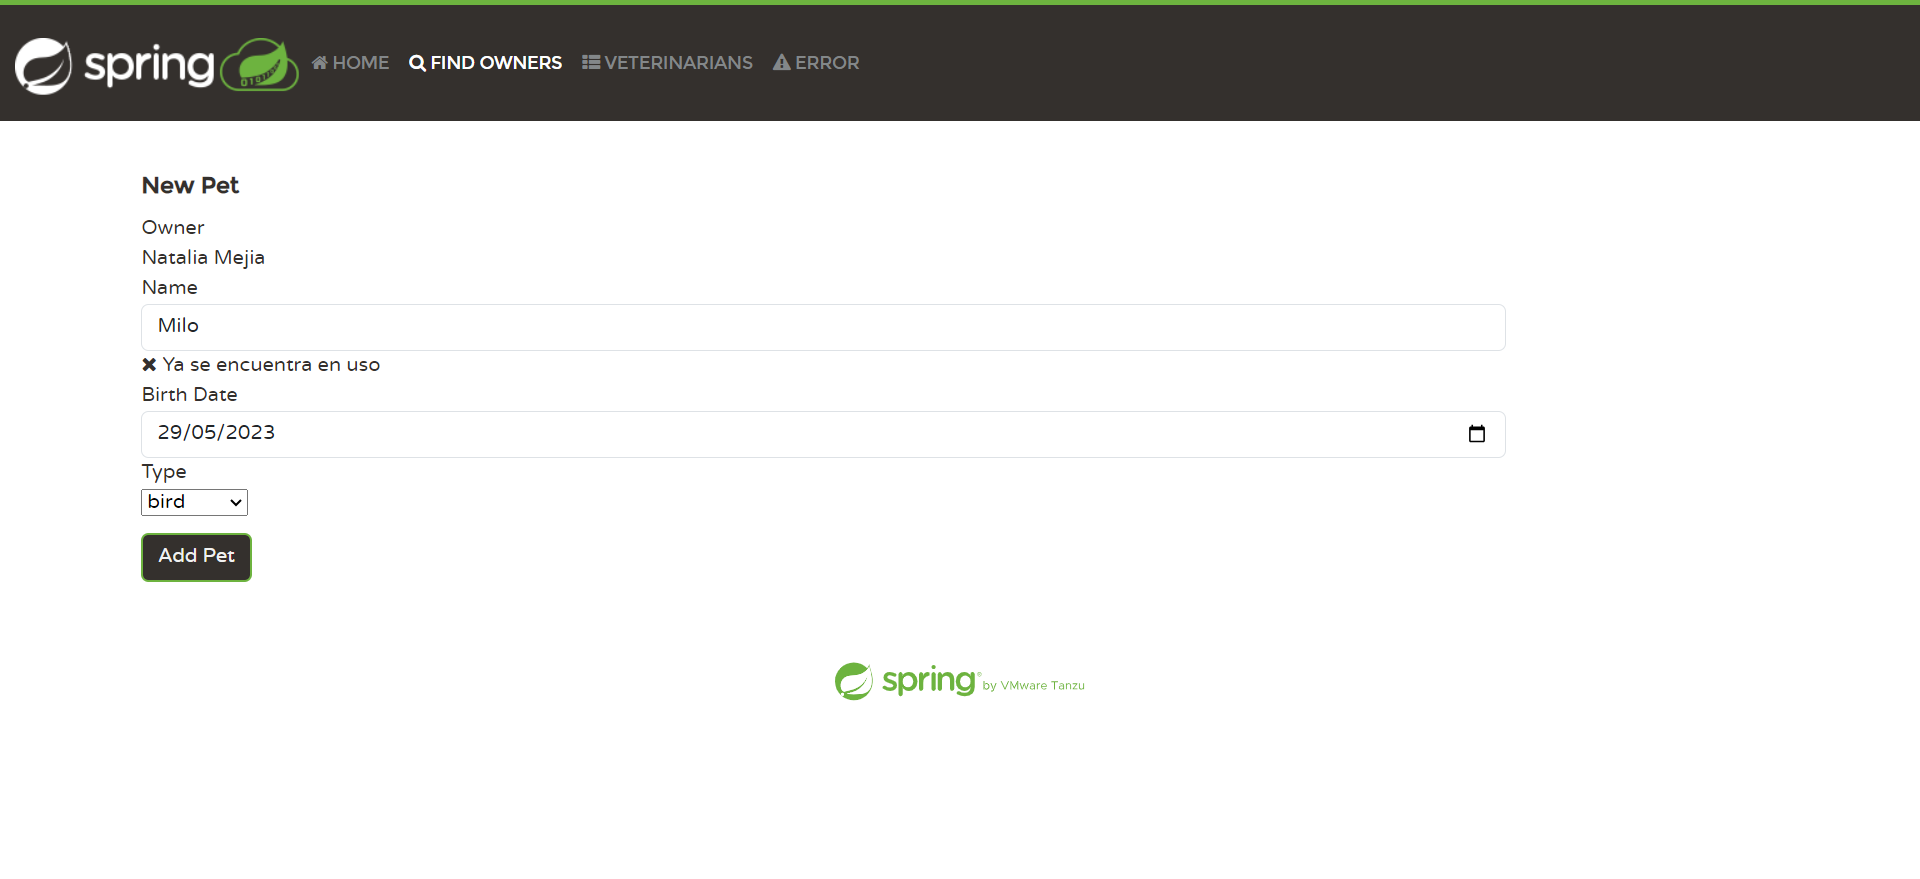 spring
HOME FIND OWNERS VETERINARIANS ERROR
New Pet
Owner
Natalia Mejia
Name
Milo
Ya se encuentra en uso
Birth Date
29/05/2023
Type
bird
Add Pet
spring by VMware Tanzu